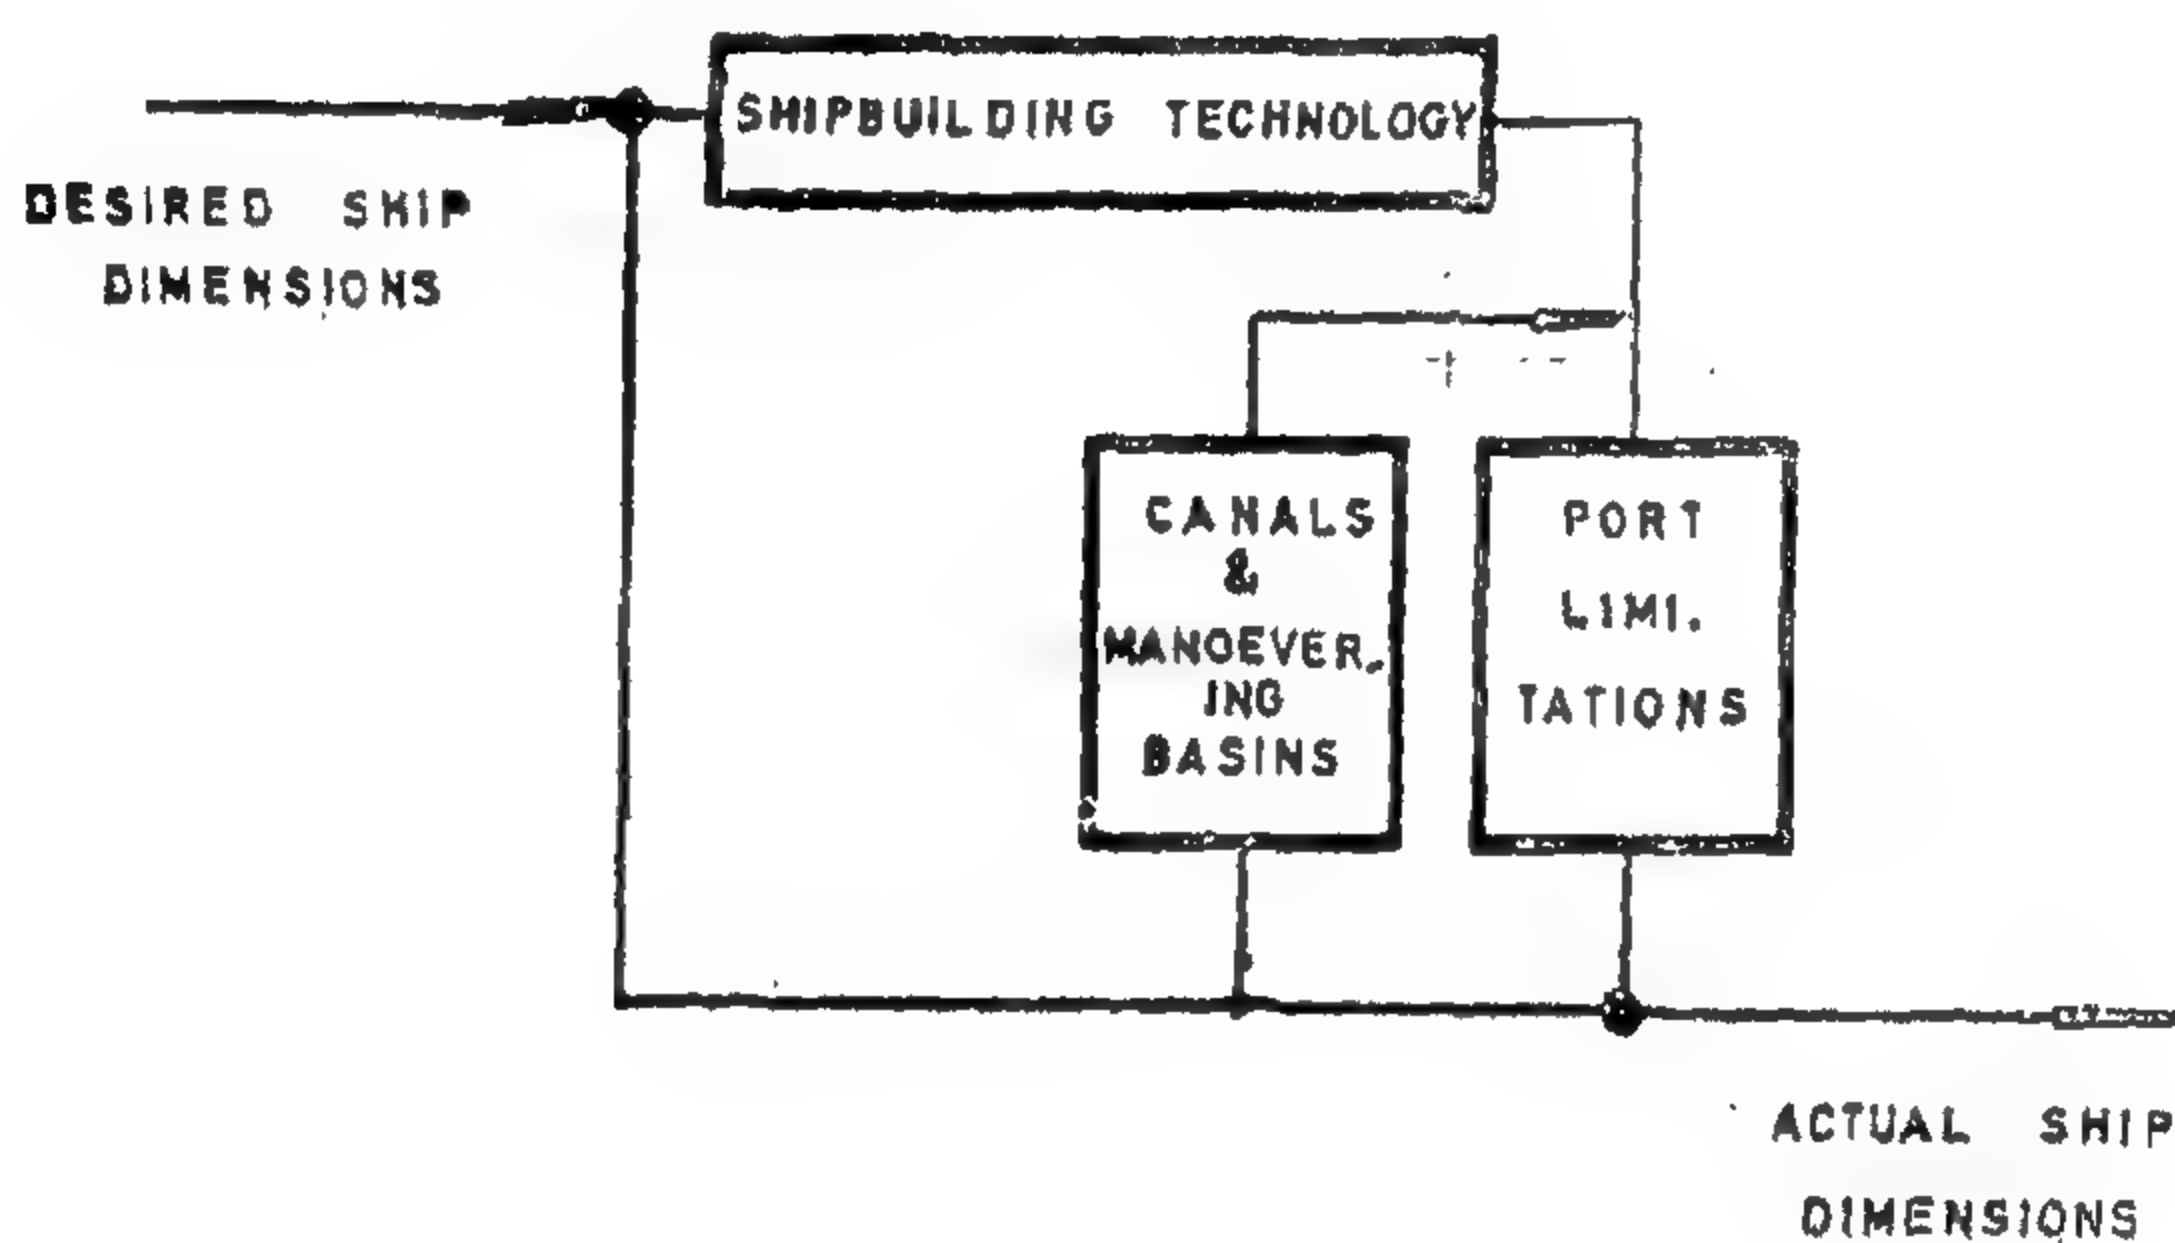 SHIPBUILDING TECHNOLOGY
DESIRED SHIP
DIMENSIONS
CANALS
&
MANOEVER.
ING
BASINS
PORT
LIMI.
TATIONS
ACTUAL SHIP
DIMENSIONS